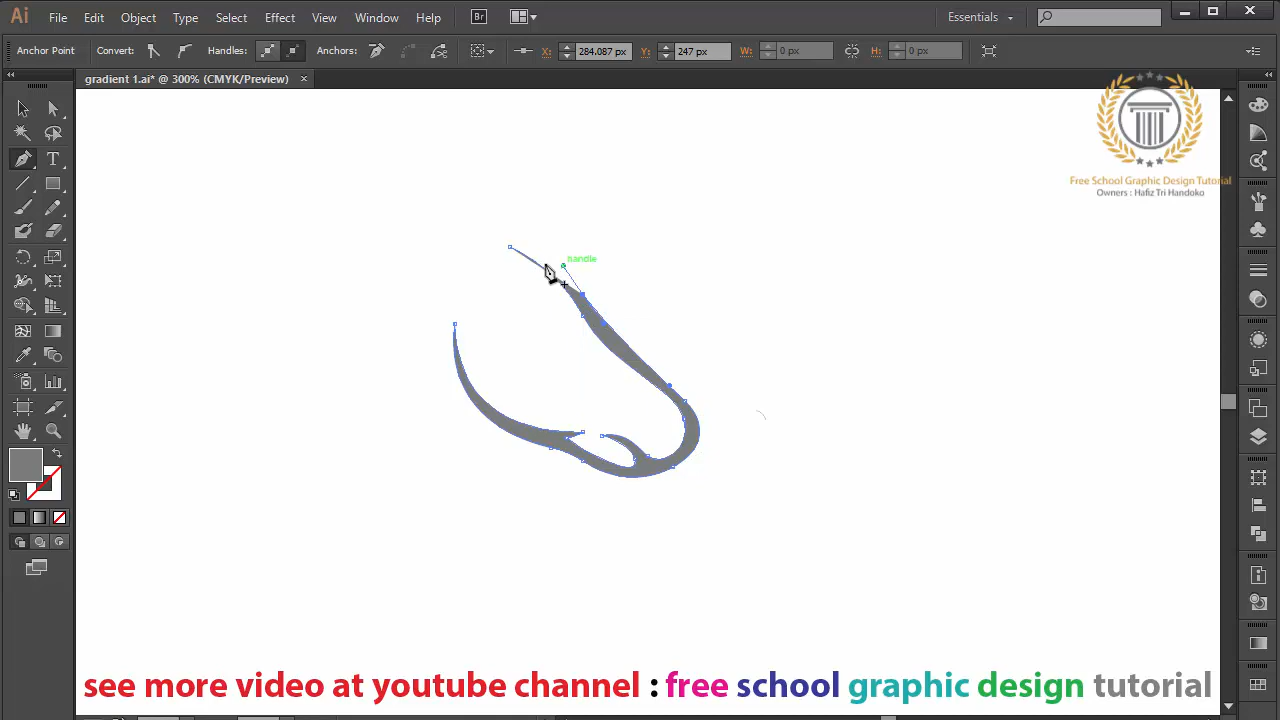 Ai File Edit Object Type Select Effect View Window Help Br Essentials
Anchor Point Convert: Handles: Anchors: X: 284.087 px Y: 247 px W: 0 px H: 0 px
gradient 1.ai* @ 300% (CMYK/Preview) ×
T
Free School Graphic Design Tutorial
Owners : Hafiz Tri Handoko
handle
see more video at youtube channel : free school graphic design tutorial